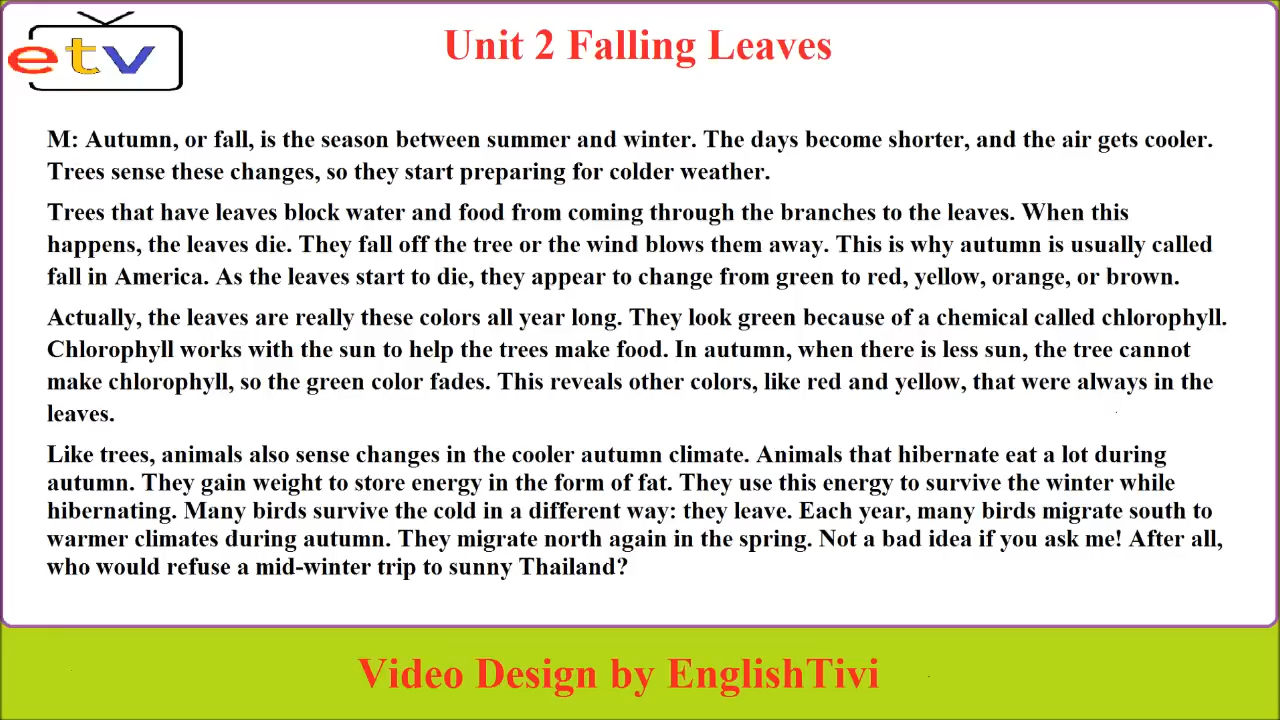 etv
Unit 2 Falling Leaves
M: Autumn, or fall, is the season between summer and winter. The days become shorter, and the air gets cooler.
Trees sense these changes, so they start preparing for colder weather.
Trees that have leaves block water and food from coming through the branches to the leaves. When this
happens, the leaves die. They fall off the tree or the wind blows them away. This is why autumn is usually called
fall in America. As the leaves start to die, they appear to change from green to red, yellow, orange, or brown.
Actually, the leaves are really these colors all year long. They look green because of a chemical called chlorophyll.
Chlorophyll works with the sun to help the trees make food. In autumn, when there is less sun, the tree cannot
make chlorophyll, so the green color fades. This reveals other colors, like red and yellow, that were always in the
leaves.
Like trees, animals also sense changes in the cooler autumn climate. Animals that hibernate eat a lot during
autumn. They gain weight to store energy in the form of fat. They use this energy to survive the winter while
hibernating. Many birds survive the cold in a different way: they leave. Each year, many birds migrate south to
warmer climates during autumn. They migrate north again in the spring. Not a bad idea if you ask me! After all,
who would refuse a mid-winter trip to sunny Thailand?
Video Design by EnglishTivi